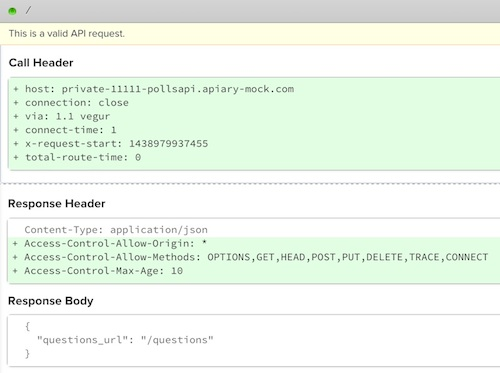 /
This is a valid API request.
Call Header
+ host: private-11111-pollsapi.apiary-mock.com
+ connection: close
+ via: 1.1 vegur
+ connect-time: 1
+ x-request-start: 1438979937455
+ total-route-time: 0
Response Header
Content-Type: application/json
+ Access-Control-Allow-Origin: *
+ Access-Control-Allow-Methods: OPTIONS,GET,HEAD,POST,PUT,DELETE,TRACE,CONNECT
+ Access-Control-Max-Age: 10
Response Body
{
"questions_url": "/questions"
}